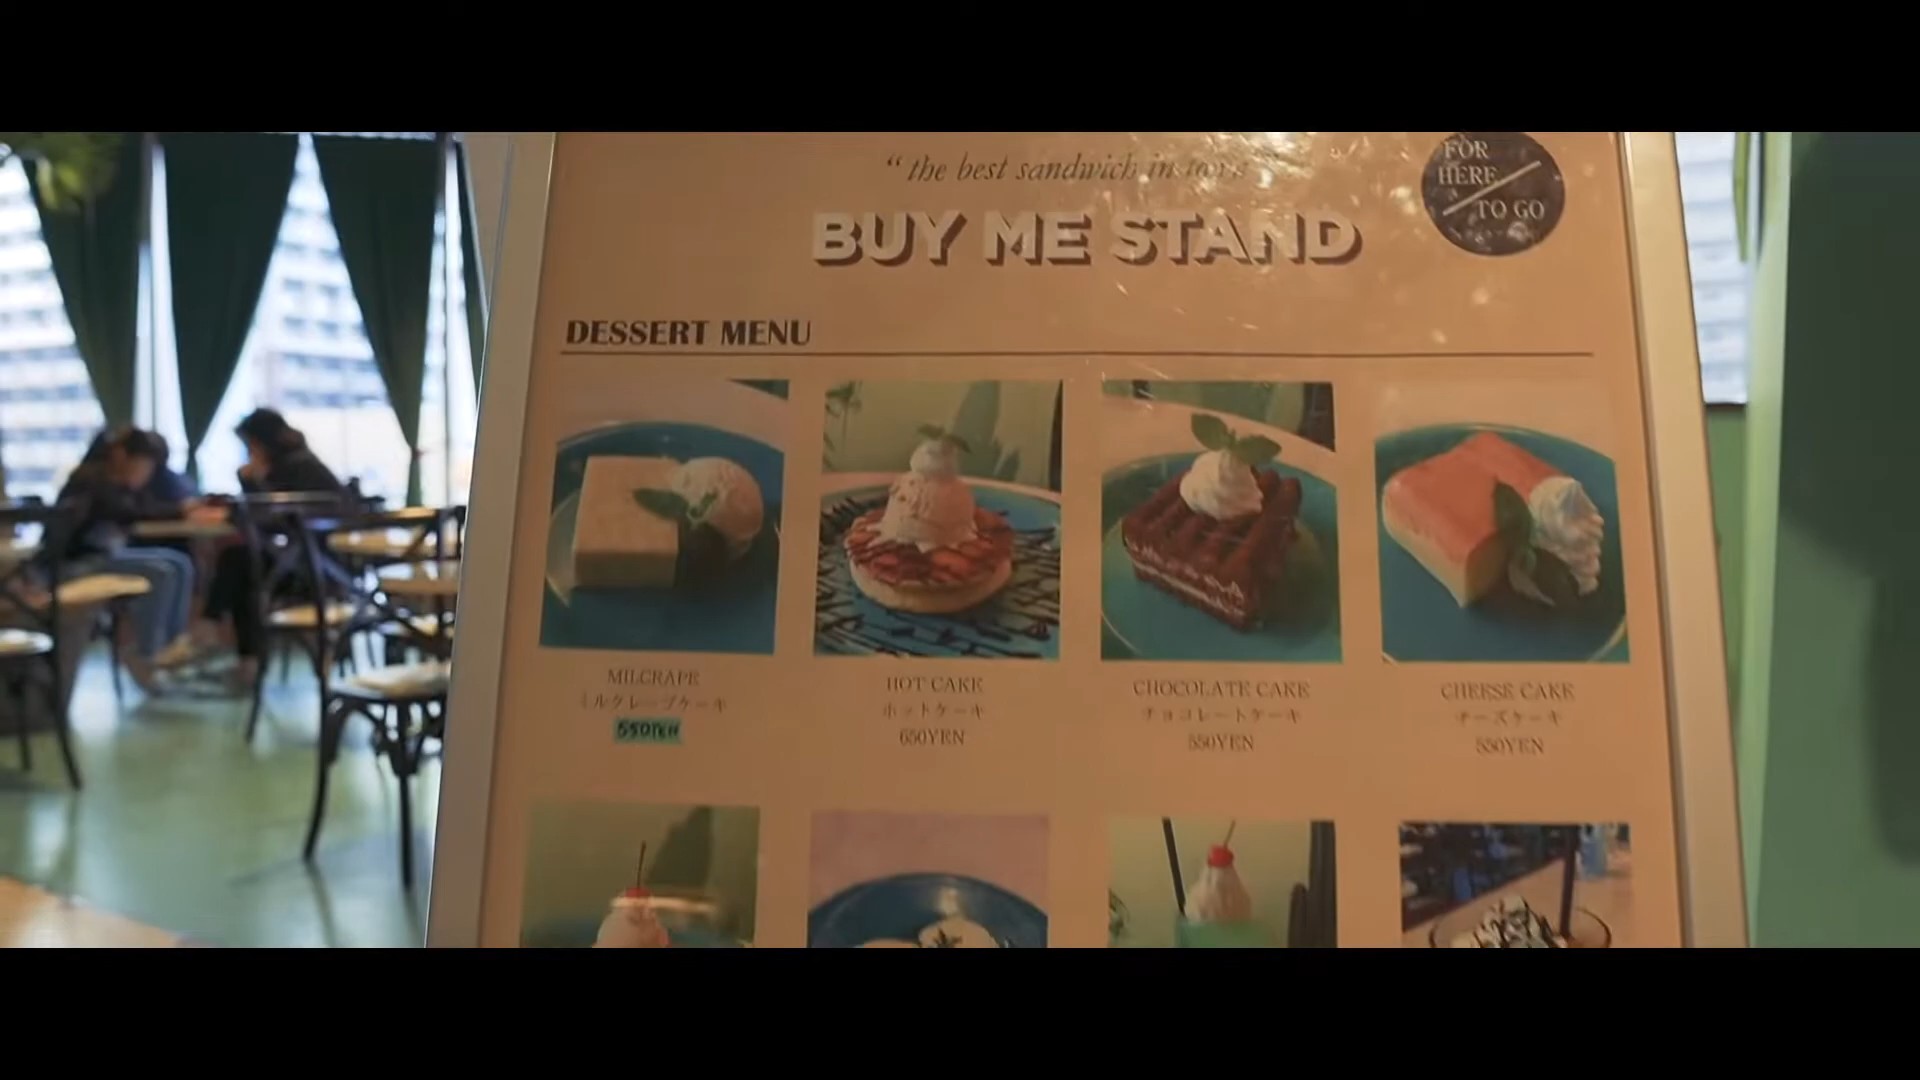 “ the best sandwich in town ”
FOR
HERE
TO GO
BUY ME STAND
DESSERT MENU
MILCRAPE
ミルクレープケーキ
550YEN
HOT CAKE
ホットケーキ
650YEN
CHOCOLATE CAKE
チョコレートケーキ
550YEN
CHEESE CAKE
チーズケーキ
550YEN